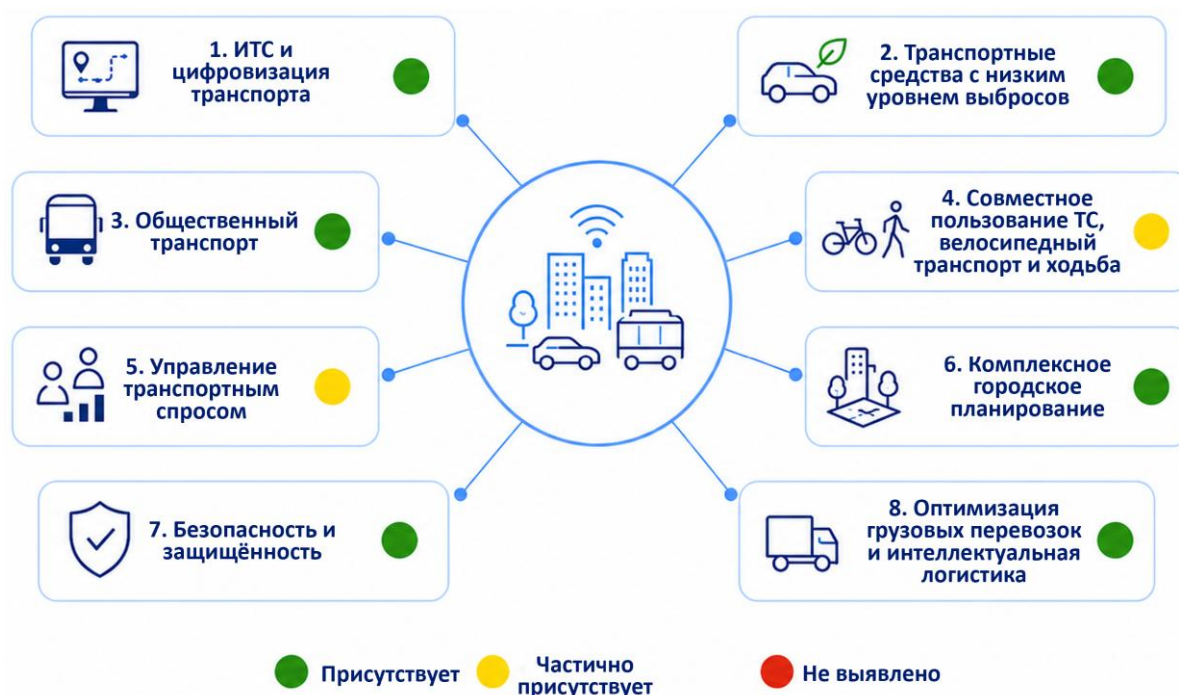 1. ИТС и
цифровизация
транспорта
2. Транспортные
средства с низким
уровнем выбросов
3. Общественный
транспорт
4. Совместное
пользование ТС,
велосипедный
транспорт и ходьба
5. Управление
транспортным
спросом
6. Комплексное
городское
планирование
7. Безопасность и
защищённость
8. Оптимизация
грузовых перевозок
и интеллектуальная
логистика
Присутствует
Частично
присутствует
Не выявлено